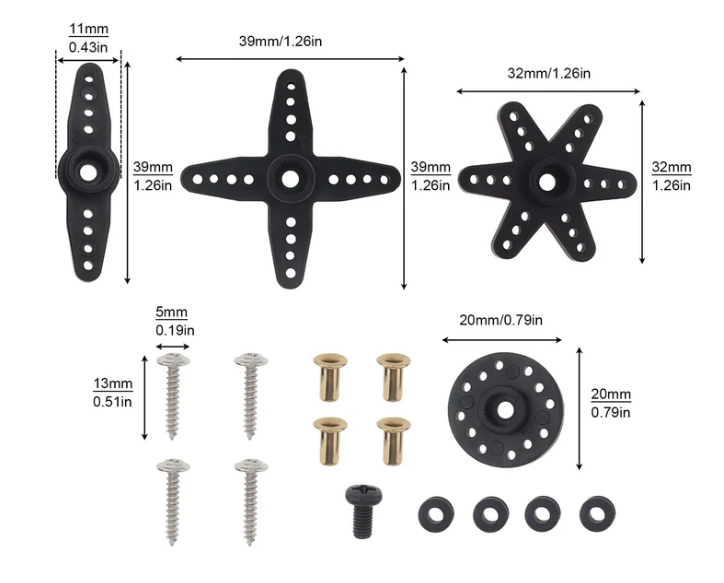 11mm
0.43in
39mm/1.26in
32mm/1.26in
39mm
1.26in
39mm
1.26in
32mm
1.26in
5mm
0.19in
20mm/0.79in
13mm
0.51in
20mm
0.79in